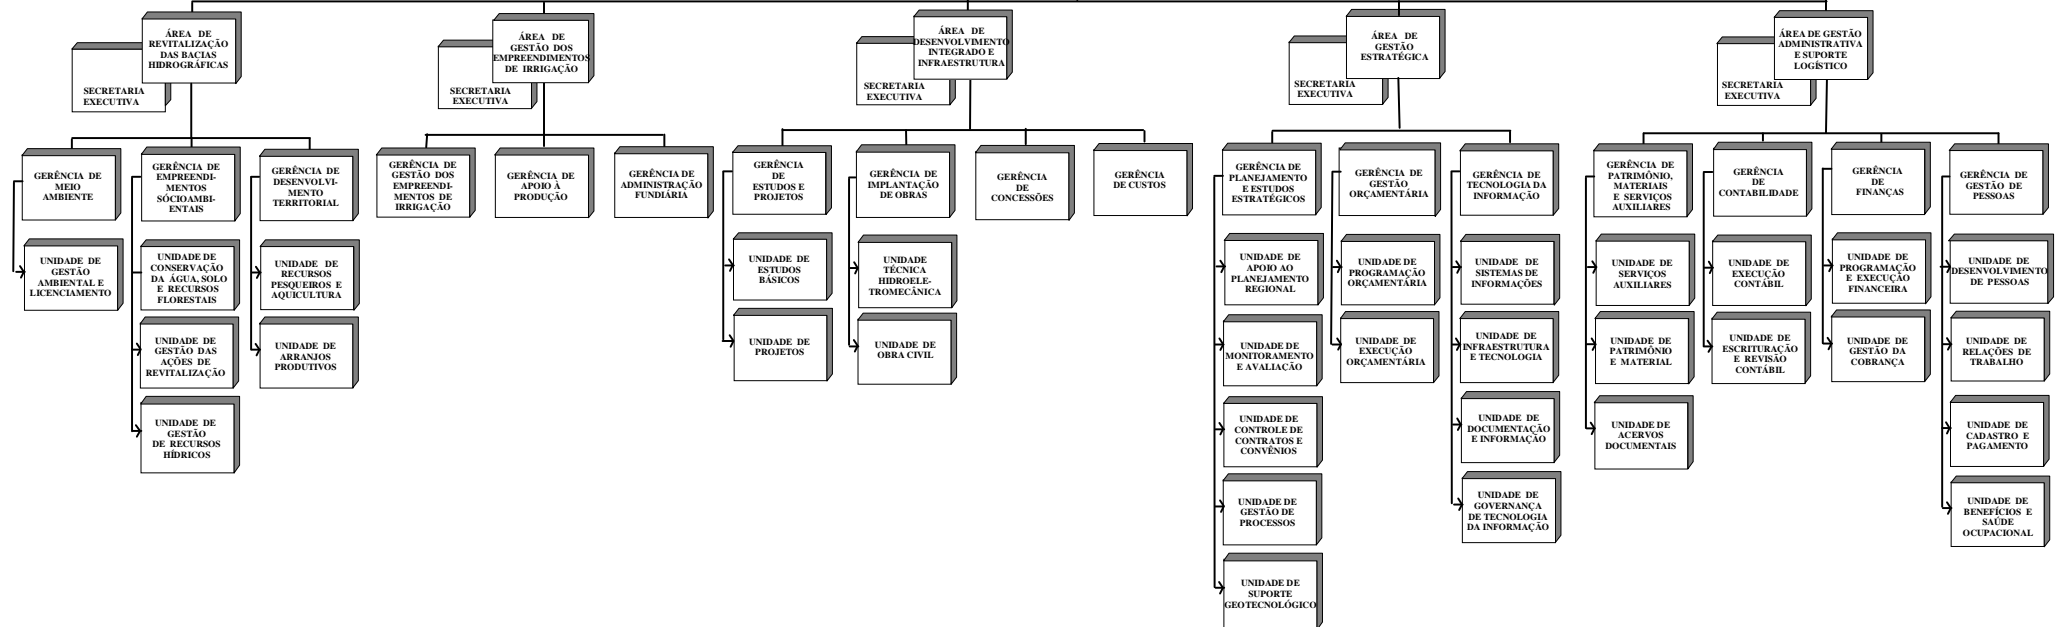 ÁREA DE
REVITALIZAÇÃO
DAS BACIAS
HIDROGRÁFICAS
SECRETARIA
EXECUTIVA
ÁREA DE
GESTÃO DOS
EMPREENDIMENTOS
DE IRRIGAÇÃO
SECRETARIA
EXECUTIVA
ÁREA DE
DESENVOLVIMENTO
INTEGRADO E
INFRAESTRUTURA
SECRETARIA
EXECUTIVA
ÁREA DE
GESTÃO
ESTRATÉGICA
SECRETARIA
EXECUTIVA
ÁREA DE GESTÃO
ADMINISTRATIVA
E SUPORTE
LOGÍSTICO
SECRETARIA
EXECUTIVA
GERÊNCIA DE
MEIO
AMBIENTE
GERÊNCIA DE
EMPREENDI-
MENTOS
SÓCIOAMBI-
ENTAIS
GERÊNCIA DE
DESENVOLVI-
MENTO
TERRITORIAL
GERÊNCIA DE
GESTÃO DOS
EMPREENDI-
MENTOS DE
IRRIGAÇÃO
GERÊNCIA DE
APOIO À
PRODUÇÃO
GERÊNCIA DE
ADMINISTRAÇÃO
FUNDIÁRIA
GERÊNCIA
DE
ESTUDOS E
PROJETOS
GERÊNCIA DE
IMPLANTAÇÃO
DE OBRAS
GERÊNCIA
DE
CONCESSÕES
GERÊNCIA
DE CUSTOS
GERÊNCIA DE
PLANEJAMENTO
E ESTUDOS
ESTRATÉGICOS
GERÊNCIA DE
GESTÃO
ORÇAMENTÁRIA
GERÊNCIA DE
TECNOLOGIA DA
INFORMAÇÃO
GERÊNCIA DE
PATRIMÔNIO,
MATERIAIS
E SERVIÇOS
AUXILIARES
GERÊNCIA
DE
CONTABILIDADE
GERÊNCIA
DE
FINANÇAS
GERÊNCIA DE
GESTÃO DE
PESSOAS
UNIDADE DE
GESTÃO
AMBIENTAL E
LICENCIAMENTO
UNIDADE DE
CONSERVAÇÃO
DA ÁGUA, SOLO
E RECURSOS
FLORESTAIS
UNIDADE DE
RECURSOS
PESQUEIROS E
AQUICULTURA
UNIDADE DE
ESTUDOS
BÁSICOS
UNIDADE
TÉCNICA
HIDROELE-
TROMECÂNICA
UNIDADE DE
APOIO AO
PLANEJAMENTO
REGIONAL
UNIDADE DE
PROGRAMAÇÃO
ORÇAMENTÁRIA
UNIDADE DE
SISTEMAS DE
INFORMAÇÕES
UNIDADE DE
SERVIÇOS
AUXILIARES
UNIDADE DE
EXECUÇÃO
CONTÁBIL
UNIDADE DE
PROGRAMAÇÃO
E EXECUÇÃO
FINANCEIRA
UNIDADE DE
DESENVOLVIMENTO
DE PESSOAS
UNIDADE DE
GESTÃO DAS
AÇÕES DE
REVITALIZAÇÃO
UNIDADE DE
ARRANJOS
PRODUTIVOS
UNIDADE DE
PROJETOS
UNIDADE DE
OBRA CIVIL
UNIDADE DE
MONITORAMENTO
E AVALIAÇÃO
UNIDADE DE
EXECUÇÃO
ORÇAMENTÁRIA
UNIDADE DE
INFRAESTRUTURA
E TECNOLOGIA
UNIDADE DE
PATRIMÔNIO
E MATERIAL
UNIDADE DE
ESCRITURAÇÃO
E REVISÃO
CONTÁBIL
UNIDADE DE
GESTÃO DA
COBRANÇA
UNIDADE DE
RELAÇÕES DE
TRABALHO
UNIDADE DE
GESTÃO
DE RECURSOS
HÍDRICOS
UNIDADE DE
CONTROLE DE
CONTRATOS E
CONVÊNIOS
UNIDADE DE
DOCUMENTAÇÃO
E INFORMAÇÃO
UNIDADE DE
ACERVOS
DOCUMENTAIS
UNIDADE DE
CADASTRO E
PAGAMENTO
UNIDADE DE
GESTÃO DE
PROCESSOS
UNIDADE DE
GOVERNANÇA
DE TECNOLOGIA
DA INFORMAÇÃO
UNIDADE DE
BENEFÍCIOS E
SAÚDE
OCUPACIONAL
UNIDADE DE
SUPORTE
GEOTECNOLÓGICO